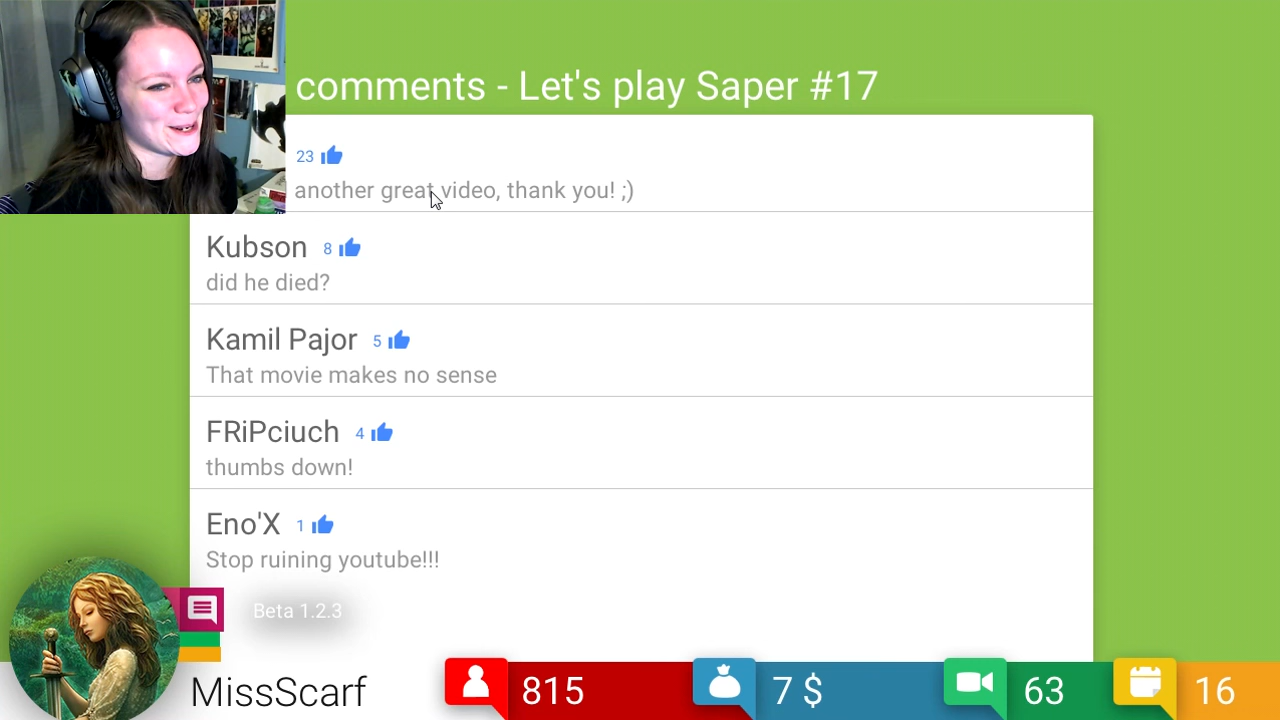 comments - Let's play Saper #17
23
another great video, thank you! ;)
Kubson 8
did he died?
Kamil Pajor 5
That movie makes no sense
FRiPciuch 4
thumbs down!
Eno'X 1
Stop ruining youtube!!!
Beta 1.2.3
MissScarf
815
7 $
63
16